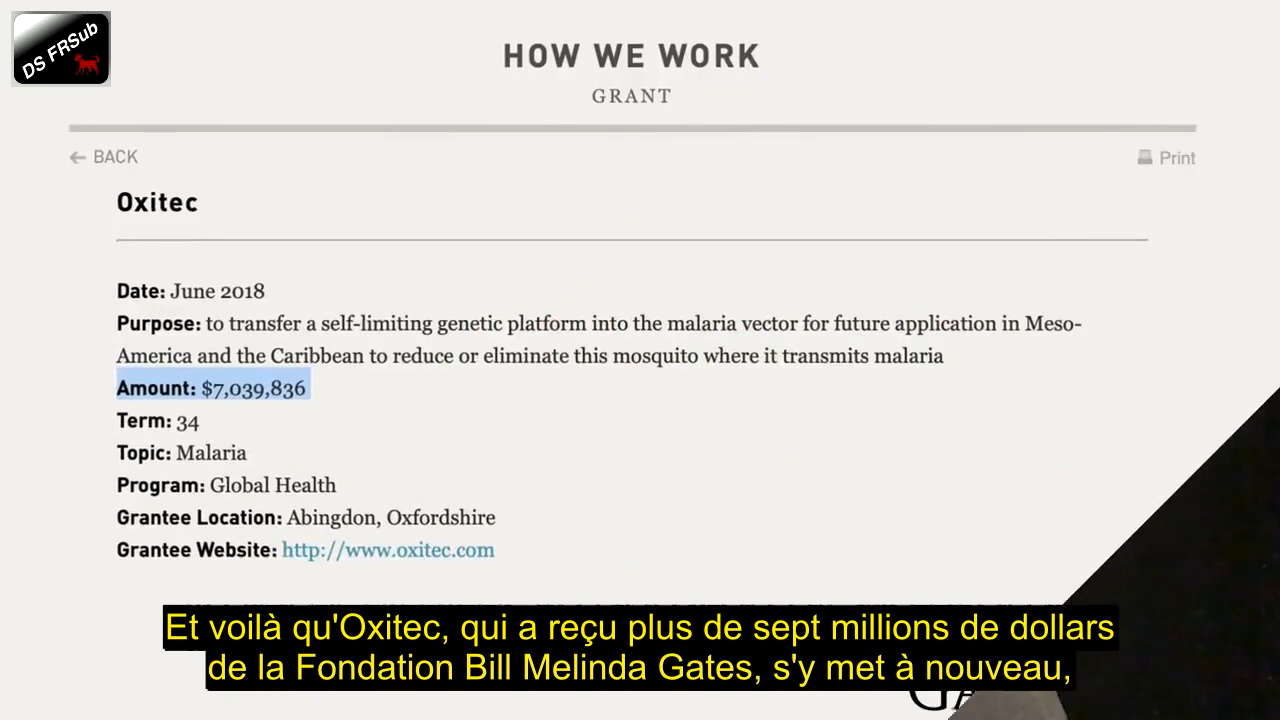 DS FRSub
HOW WE WORK
GRANT
← BACK
Print
Oxitec
Date: June 2018
Purpose: to transfer a self-limiting genetic platform into the malaria vector for future application in Meso-
America and the Caribbean to reduce or eliminate this mosquito where it transmits malaria
Amount: $7,039,836
Term: 34
Topic: Malaria
Program: Global Health
Grantee Location: Abingdon, Oxfordshire
Grantee Website: http://www.oxitec.com
Et voilà qu'Oxitec, qui a reçu plus de sept millions de dollars
de la Fondation Bill Melinda Gates, s'y met à nouveau,